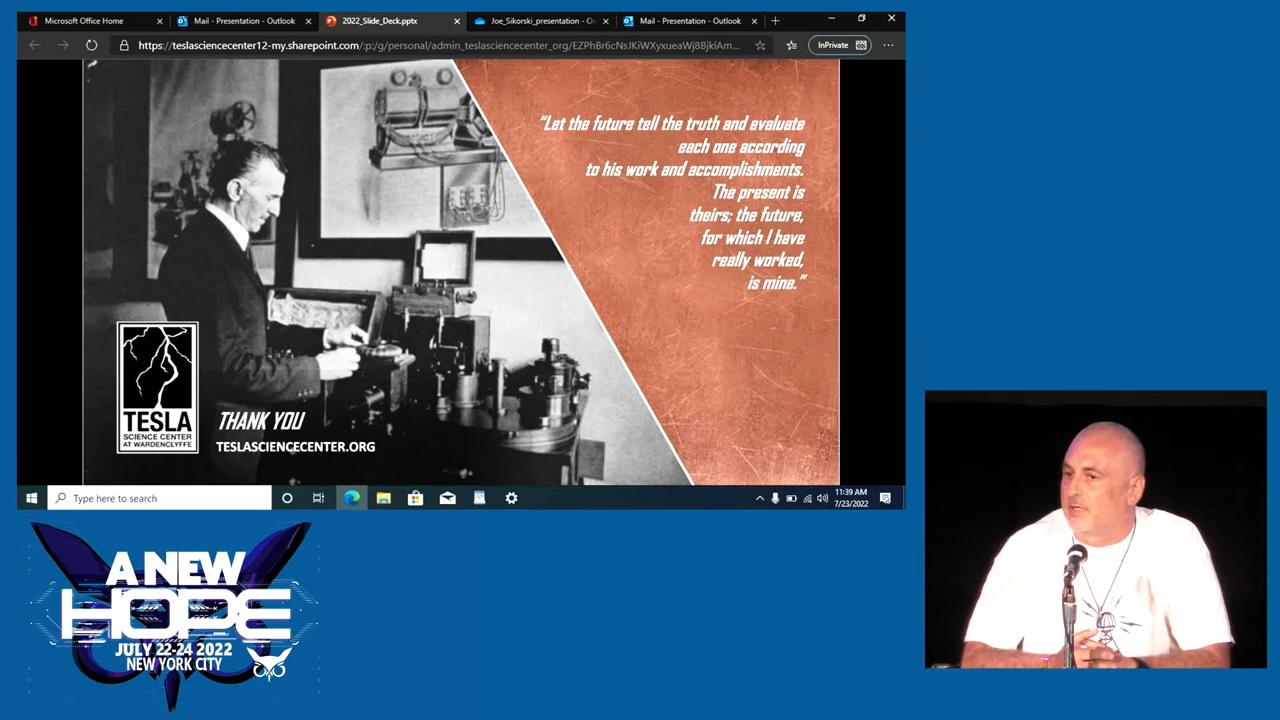 Microsoft Office Home
Mail - Presentation - Outlook
2022_Slide_Deck.pptx
Joe_Sikorski_presentation - On
Mail - Presentation - Outlook
https://teslasciencecenter12-my.sharepoint.com/:p:/g/personal/admin_teslasciencecenter_org/EZPhBr6cNsJKiWXyxueaWj8BjkiAm...
InPrivate
“Let the future tell the truth and evaluate
each one according
to his work and accomplishments.
The present is
theirs; the future,
for which I have
really worked,
is mine.”
TESLA
SCIENCE CENTER
AT WARDENCLYFFE
THANK YOU
TESLASCIENCECENTER.ORG
Type here to search
11:39 AM
7/23/2022
A NEW
HOPE
JULY 22-24 2022
NEW YORK CITY